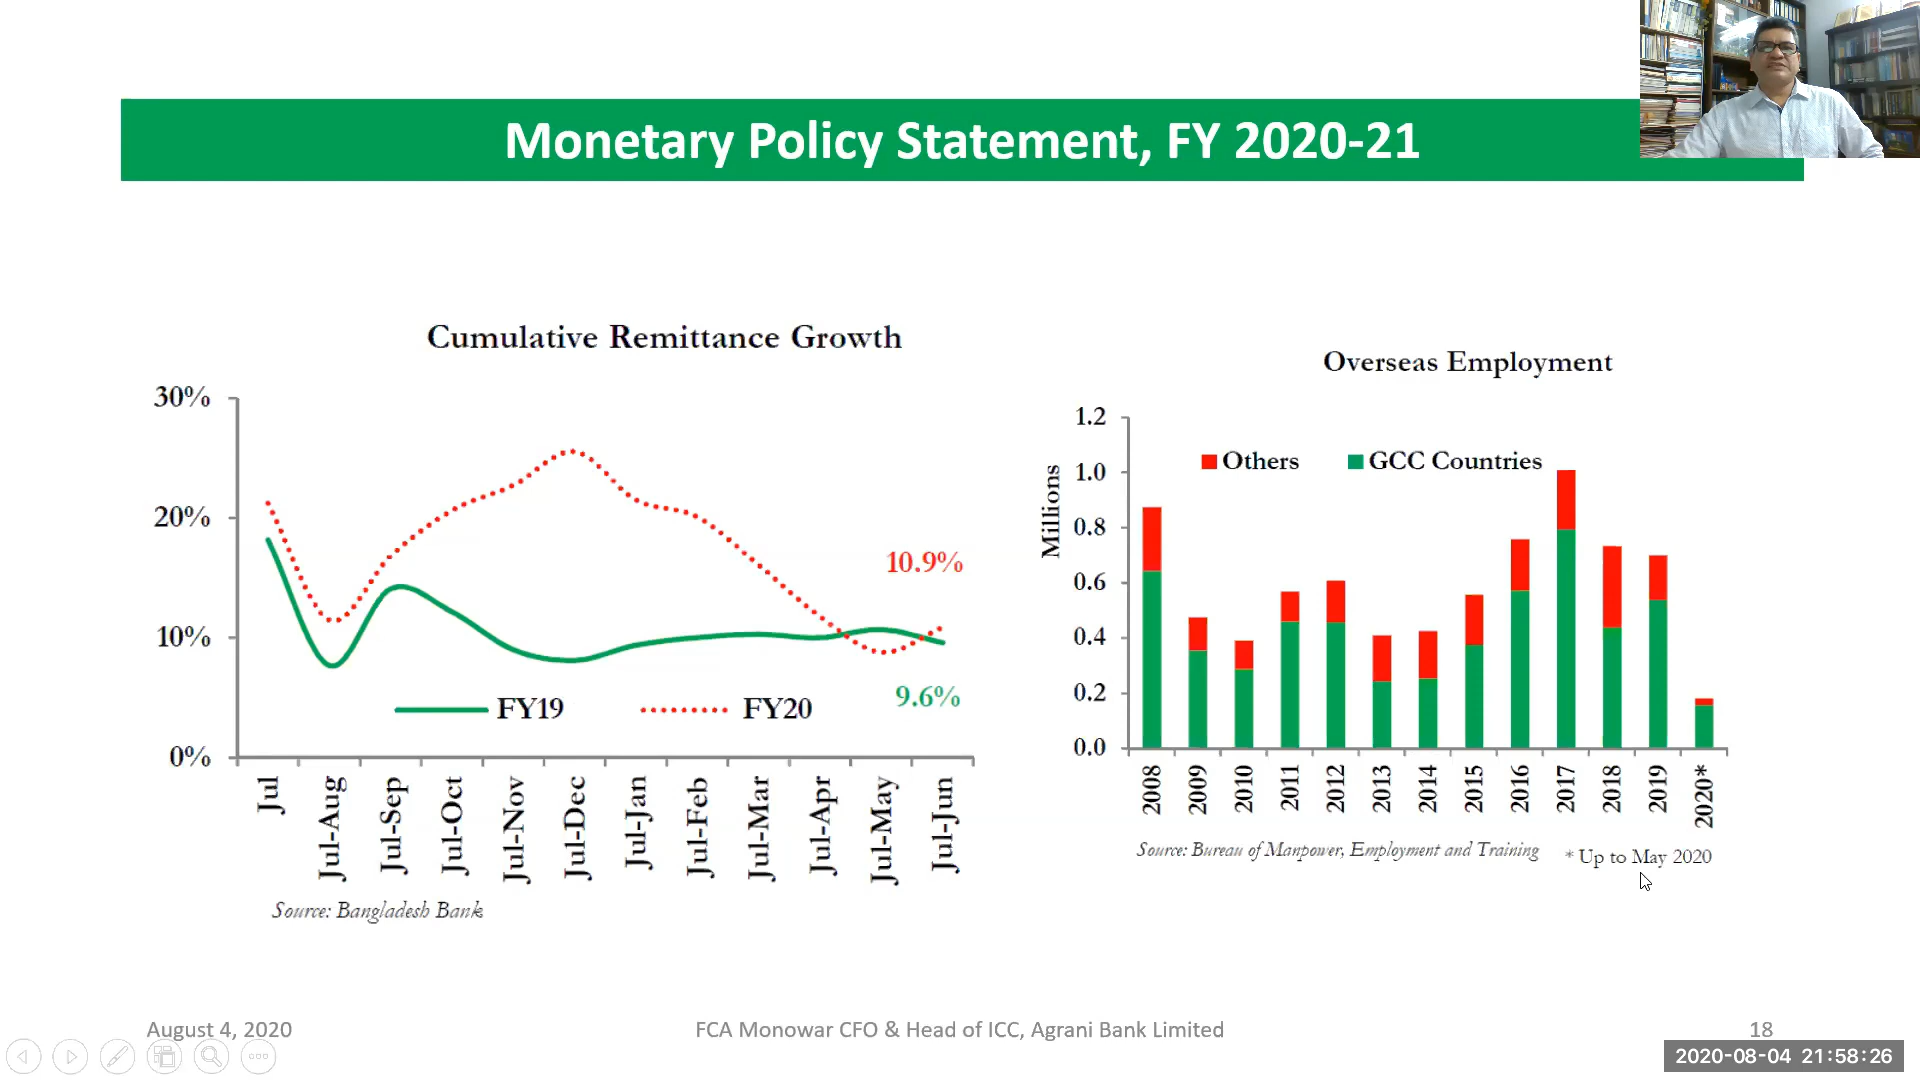 Monetary Policy Statement, FY 2020-21
Cumulative Remittance Growth
30%
20%
10%
0%
10.9%
9.6%
FY19
FY20
Jul
Jul-Aug
Jul-Sep
Jul-Oct
Jul-Nov
Jul-Dec
Jul-Jan
Jul-Feb
Jul-Mar
Jul-Apr
Jul-May
Jul-Jun
Source: Bangladesh Bank
Overseas Employment
Millions
1.2
1.0
0.8
0.6
0.4
0.2
0.0
Others
GCC Countries
2008
2009
2010
2011
2012
2013
2014
2015
2016
2017
2018
2019
2020*
Source: Bureau of Manpower, Employment and Training
* Up to May 2020
August 4, 2020
FCA Monowar CFO & Head of ICC, Agrani Bank Limited
18
2020-08-04 21:58:26